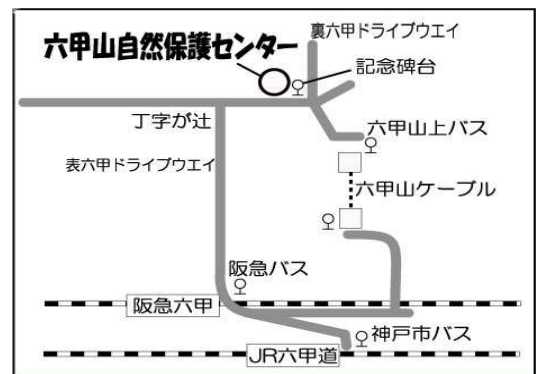 裏六甲ドライブウエイ
六甲山自然保護センター
記念碑台
丁字が辻
六甲山上バス
表六甲ドライブウエイ
六甲山ケーブル
阪急バス
阪急六甲
神戸市バス
JR六甲道